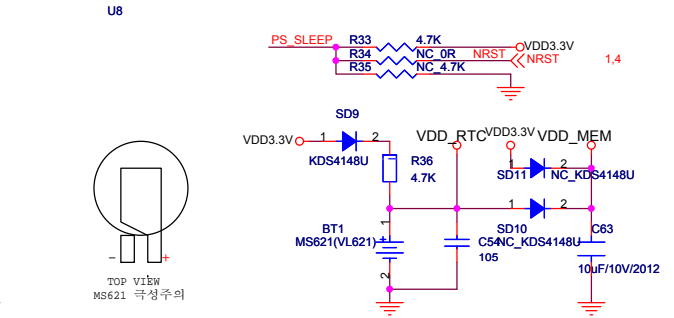 U8
PS_SLEEP R33 4.7K VDD3.3V
R34 NC_0R NRST NRST 1,4
R35 NC_4.7K
SD9
VDD3.3V 1 2 VDD_RTC VDD3.3V VDD_MEM
KDS4148U R36 1 2
4.7K SD11 NC_KDS4148U
1 1 2
BT1 SD10 C63
MS621(VL621) + C54 NC_KDS4148U
105
2 10uF/10V/2012
- +
TOP VIEW
MS621 극성주의